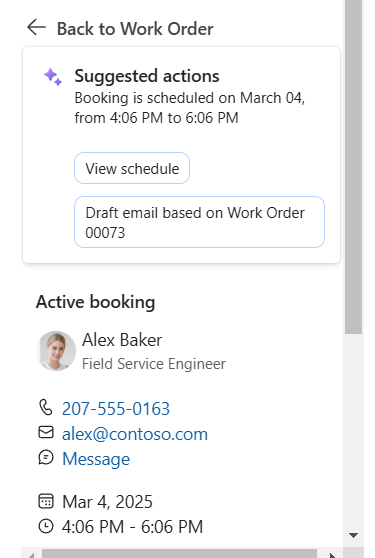 Back to Work Order
Suggested actions
Booking is scheduled on March 04,
from 4:06 PM to 6:06 PM
View schedule
Draft email based on Work Order
00073
Active booking
Alex Baker
Field Service Engineer
207-555-0163
alex@contoso.com
Message
Mar 4, 2025
4:06 PM - 6:06 PM